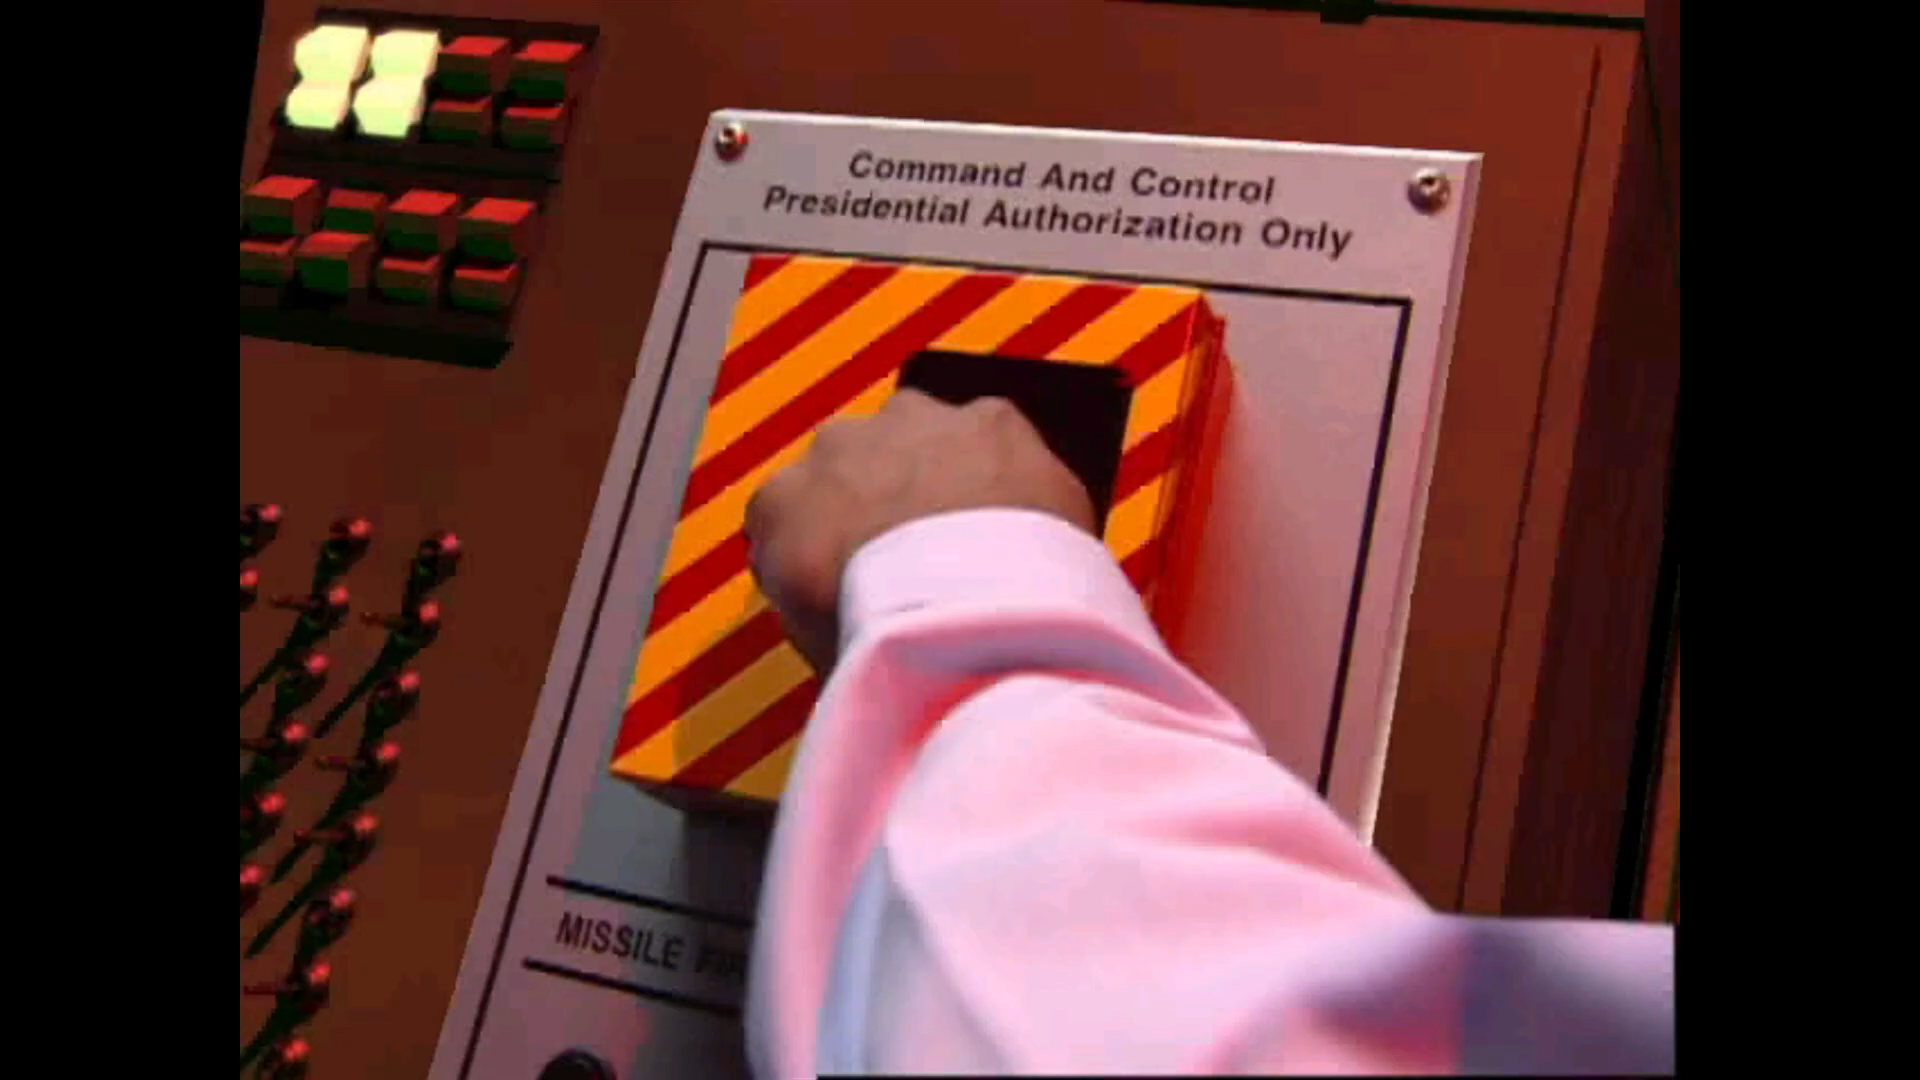 Command And Control
Presidential Authorization Only
MISSILE